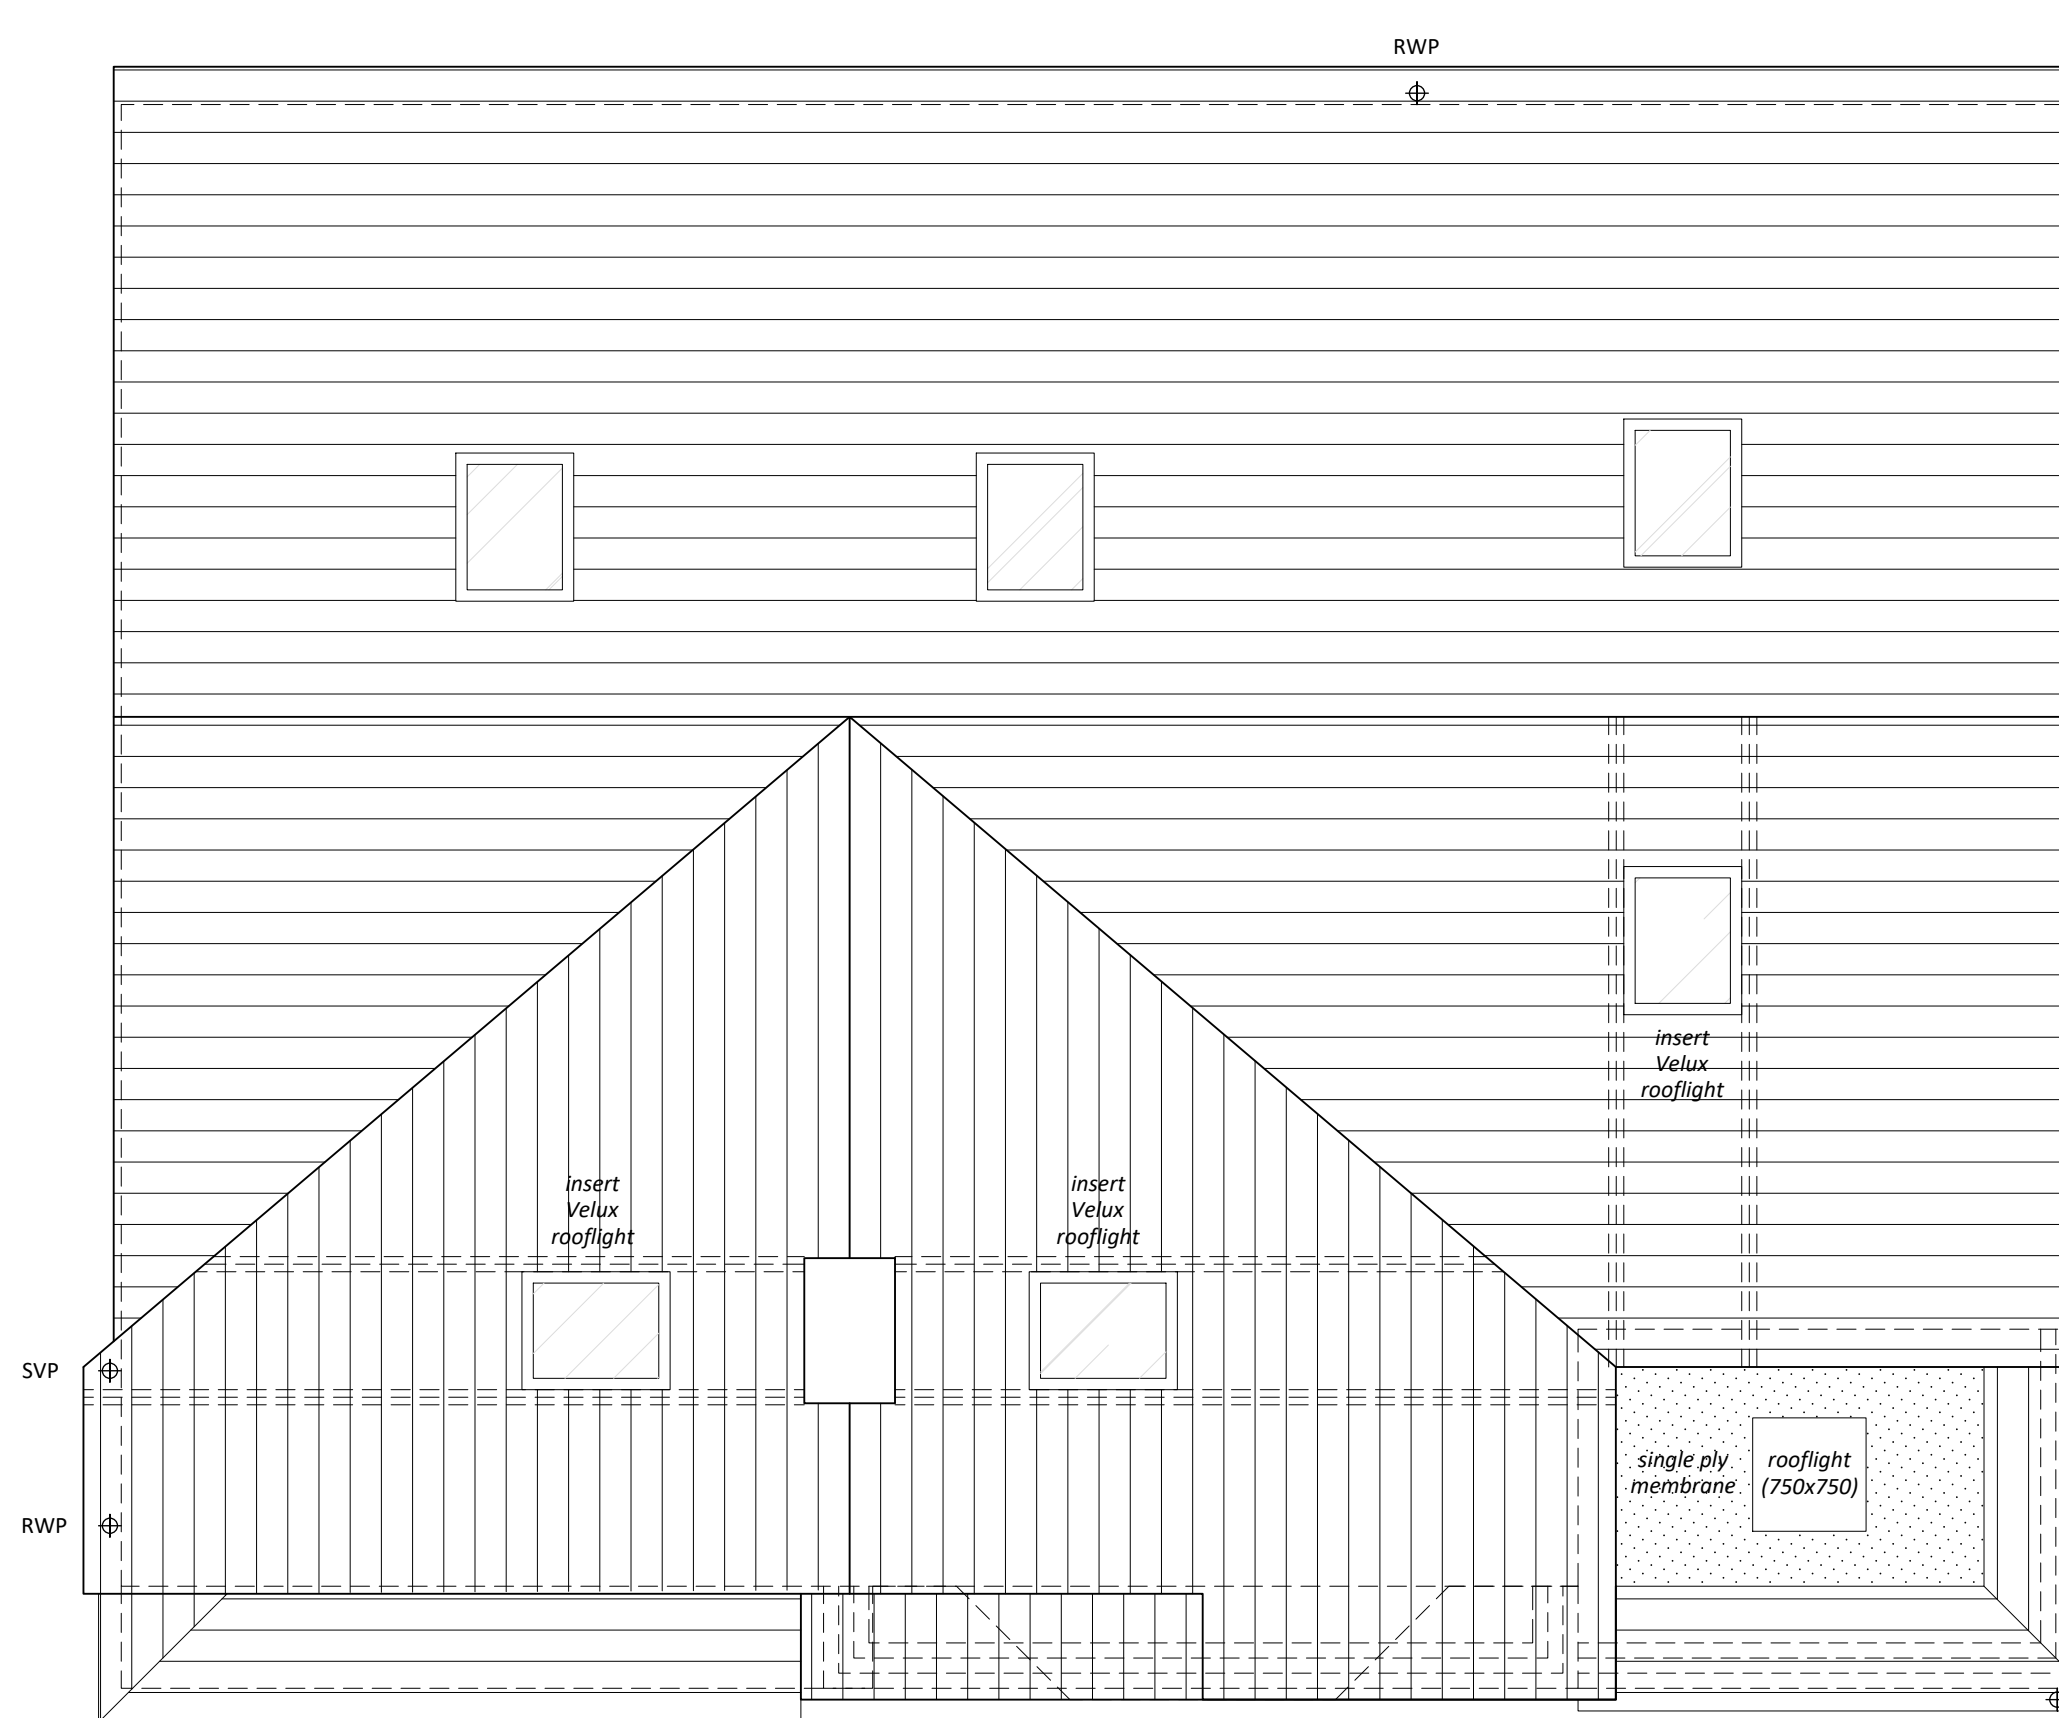 RWP
insert
Velux
rooflight
insert
Velux
rooflight
insert
Velux
rooflight
SVP
single ply
membrane
rooflight
(750x750)
RWP